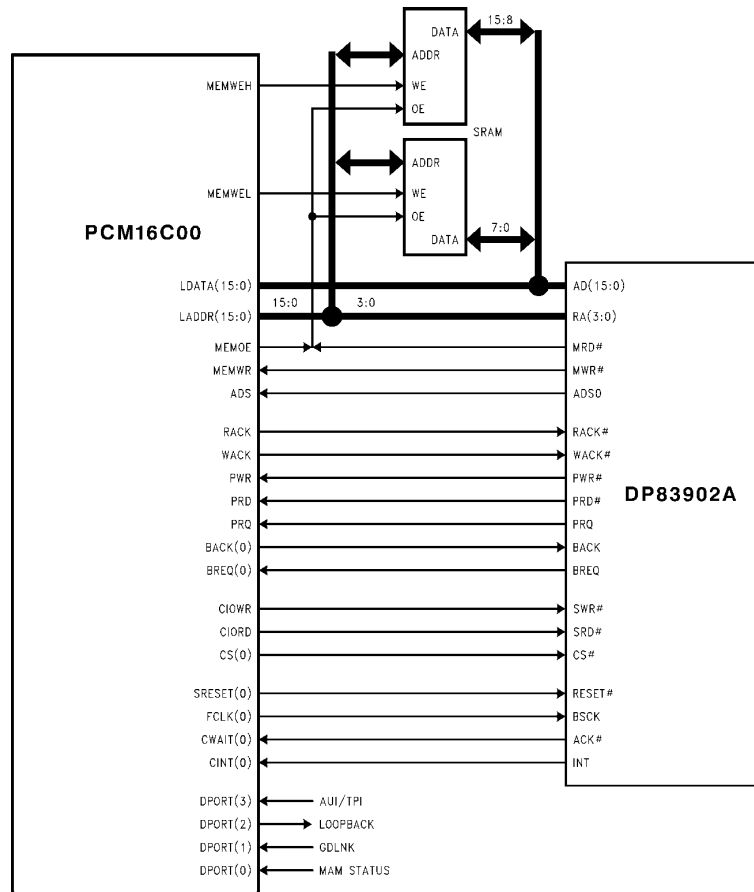 DATA 15:8
ADDR
MEMWEH WE
OE
SRAM
ADDR
MEMWEL WE
OE
PCM16C00
DATA 7:0
LDATA(15:0) AD(15:0)
15:0 3:0
LADDR(15:0) RA(3:0)
MEMOE MRD#
MEMWR MWR#
ADS ADS0
RACK RACK#
WACK WACK#
PWR PWR#
DP83902A
PRD PRD#
PRQ PRQ
BACK(0) BACK
BREQ(0) BREQ
CIOWR SWR#
CIORD SRD#
CS(0) CS#
SRESET(0) RESET#
FCLK(0) BSCK
CWAIT(0) ACK#
CINT(0) INT
DPORT(3) AUI/TPI
DPORT(2) LOOPBACK
DPORT(1) GDLNK
DPORT(0) MAM STATUS